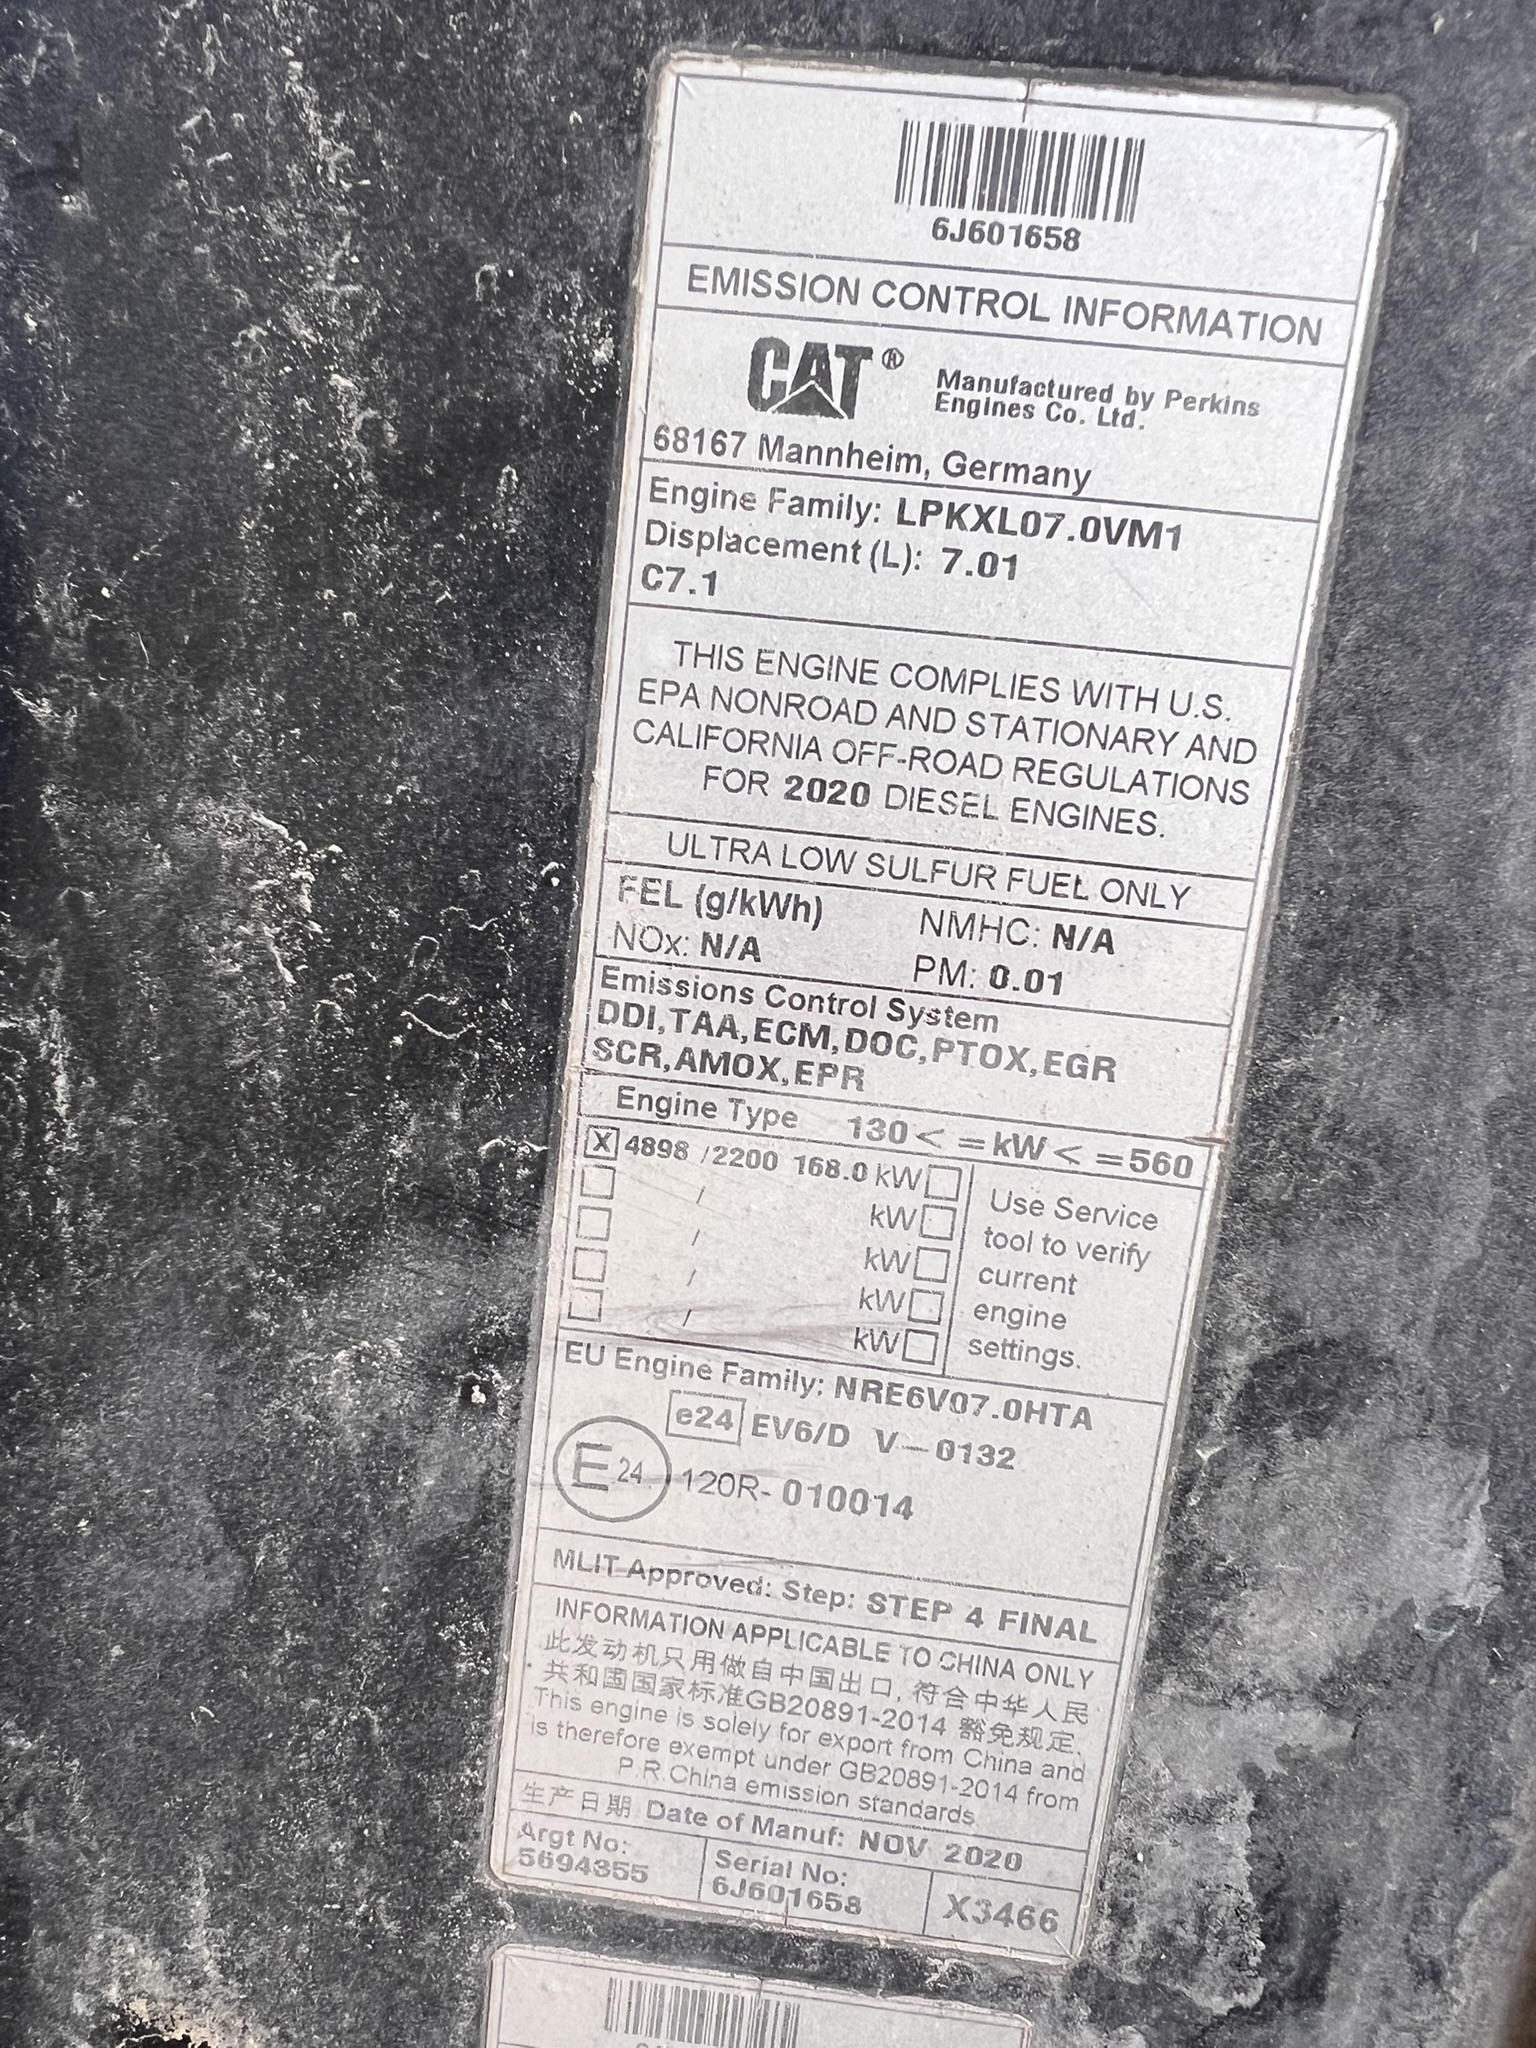 6J601658
EMISSION CONTROL INFORMATION
CAT®
Manufactured by Perkins
Engines Co. Ltd.
68167 Mannheim, Germany
Engine Family: LPKXL07.0VM1
Displacement (L): 7.01
C7.1
THIS ENGINE COMPLIES WITH U.S.
EPA NONROAD AND STATIONARY AND
CALIFORNIA OFF-ROAD REGULATIONS
FOR 2020 DIESEL ENGINES.
ULTRA LOW SULFUR FUEL ONLY
FEL (g/kWh) NMHC: N/A
NOx: N/A PM: 0.01
Emissions Control System
DDI,TAA,ECM,DOC,PTOX,EGR
SCR,AMOX,EPR
Engine Type 130< =kW< =560
X 4898 /2200 168.0 kW
/ kW
/ kW
/ kW
/ kW
Use Service
tool to verify
current
engine
settings.
EU Engine Family: NRE6V07.0HTA
e24 EV6/D V-0132
E24 120R-010014
MLIT Approved: Step: STEP 4 FINAL
INFORMATION APPLICABLE TO CHINA ONLY
此发动机只用做自中国出口, 符合中华人民
共和國国家标准GB20891-2014 豁免规定.
This engine is solely for export from China and
is therefore exempt under GB20891-2014 from
P.R.China emission standards
生产日期 Date of Manuf: NOV 2020
Argt No:
5694355
Serial No:
6J601658
X3466